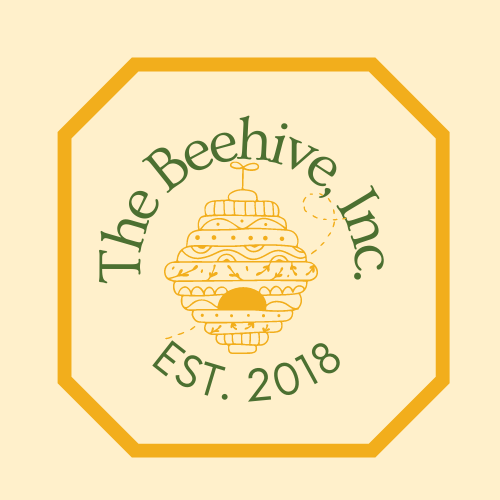 The Beehive, Inc.
EST. 2018